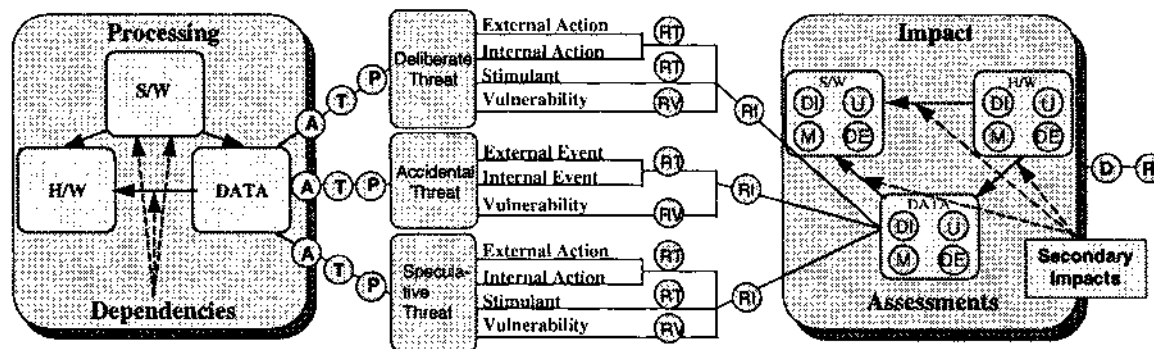 Processing
S/W
H/W
DATA
Dependencies
A
T
P
A
T
P
A
T
P
Deliberate
Threat
External Action
Internal Action
Stimulant
Vulnerability
RT
RT
RV
RI
Accidental
Threat
External Event
Internal Event
Vulnerability
RT
RV
RI
Specula-
tive
Threat
External Action
Internal Action
Stimulant
Vulnerability
RT
RT
RV
RI
Impact
S/W
DI
U
M
DE
H/W
DI
U
M
DE
DATA
DI
U
M
DE
Assessments
Secondary
Impacts
D
R